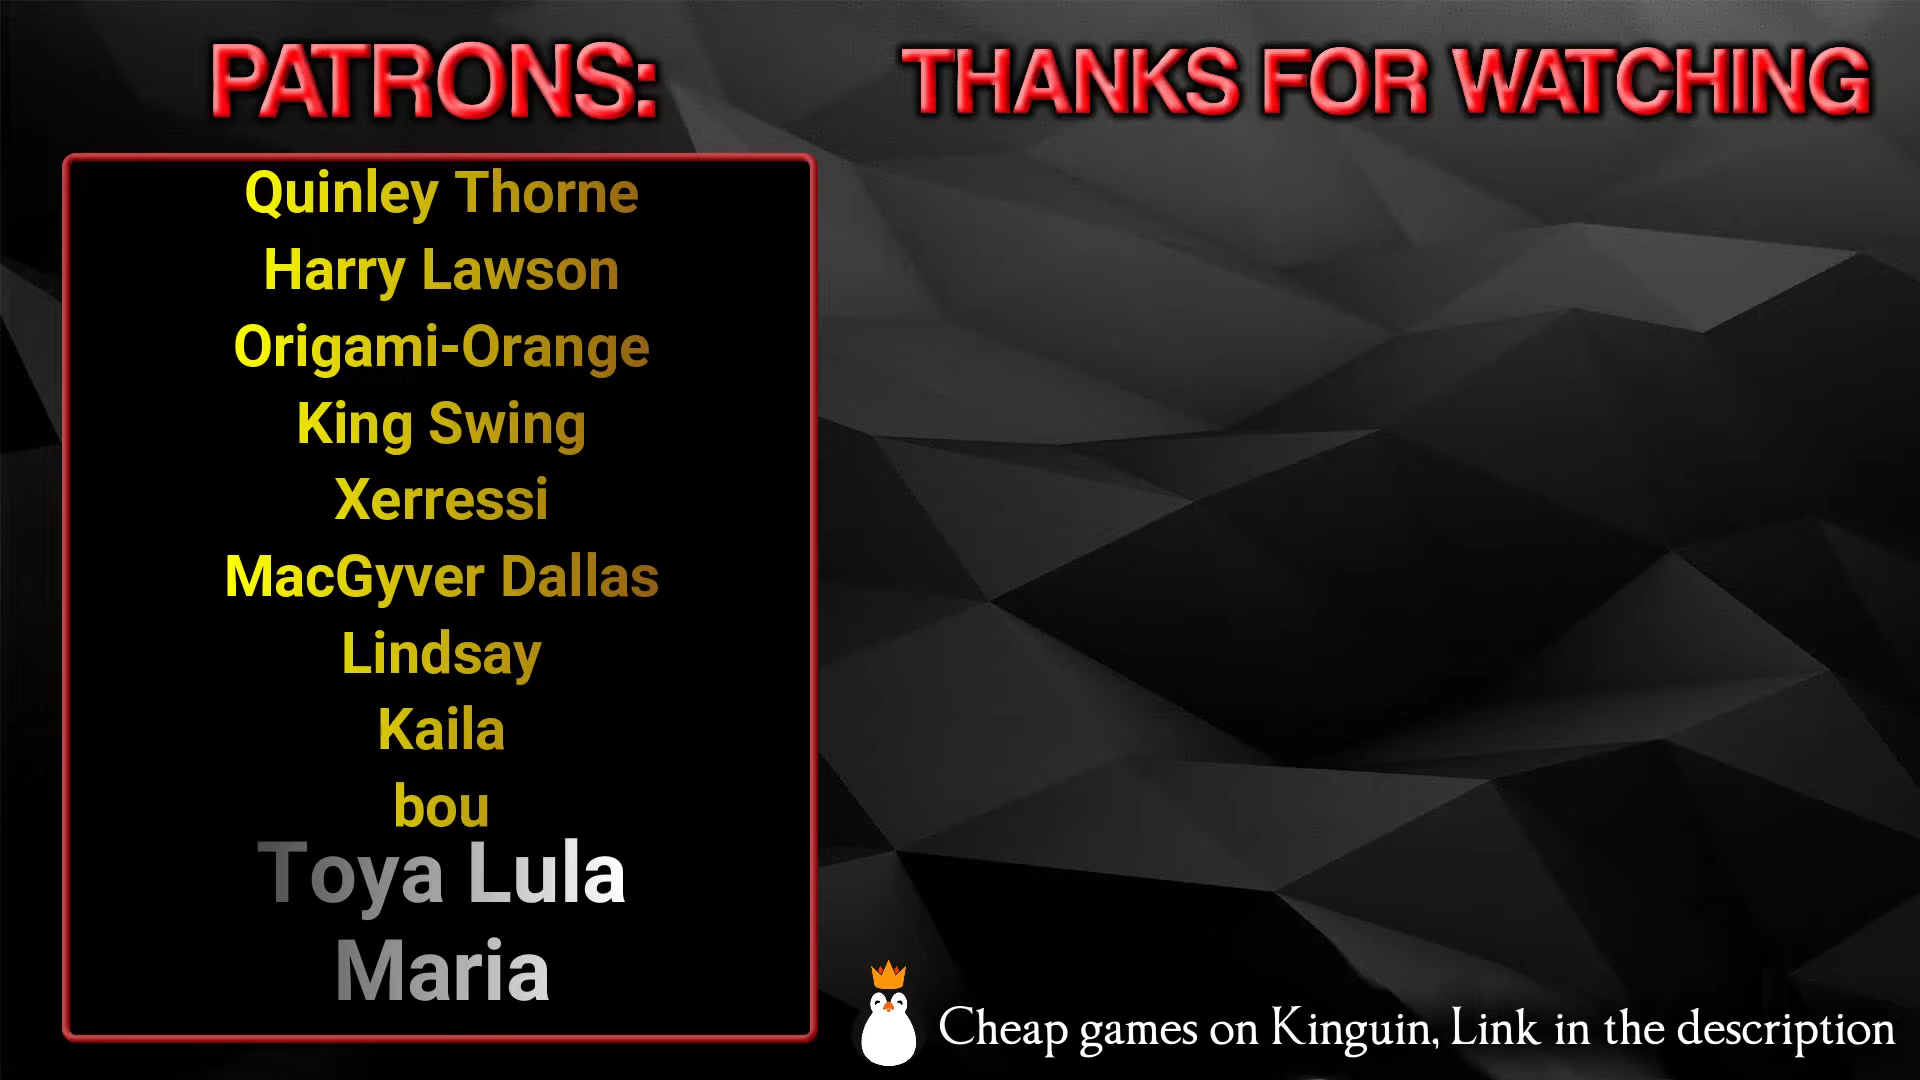 PATRONS:
THANKS FOR WATCHING
Quinley Thorne
Harry Lawson
Origami-Orange
King Swing
Xerressi
MacGyver Dallas
Lindsay
Kaila
bou
Toya Lula
Maria
Cheap games on Kinguin, Link in the description